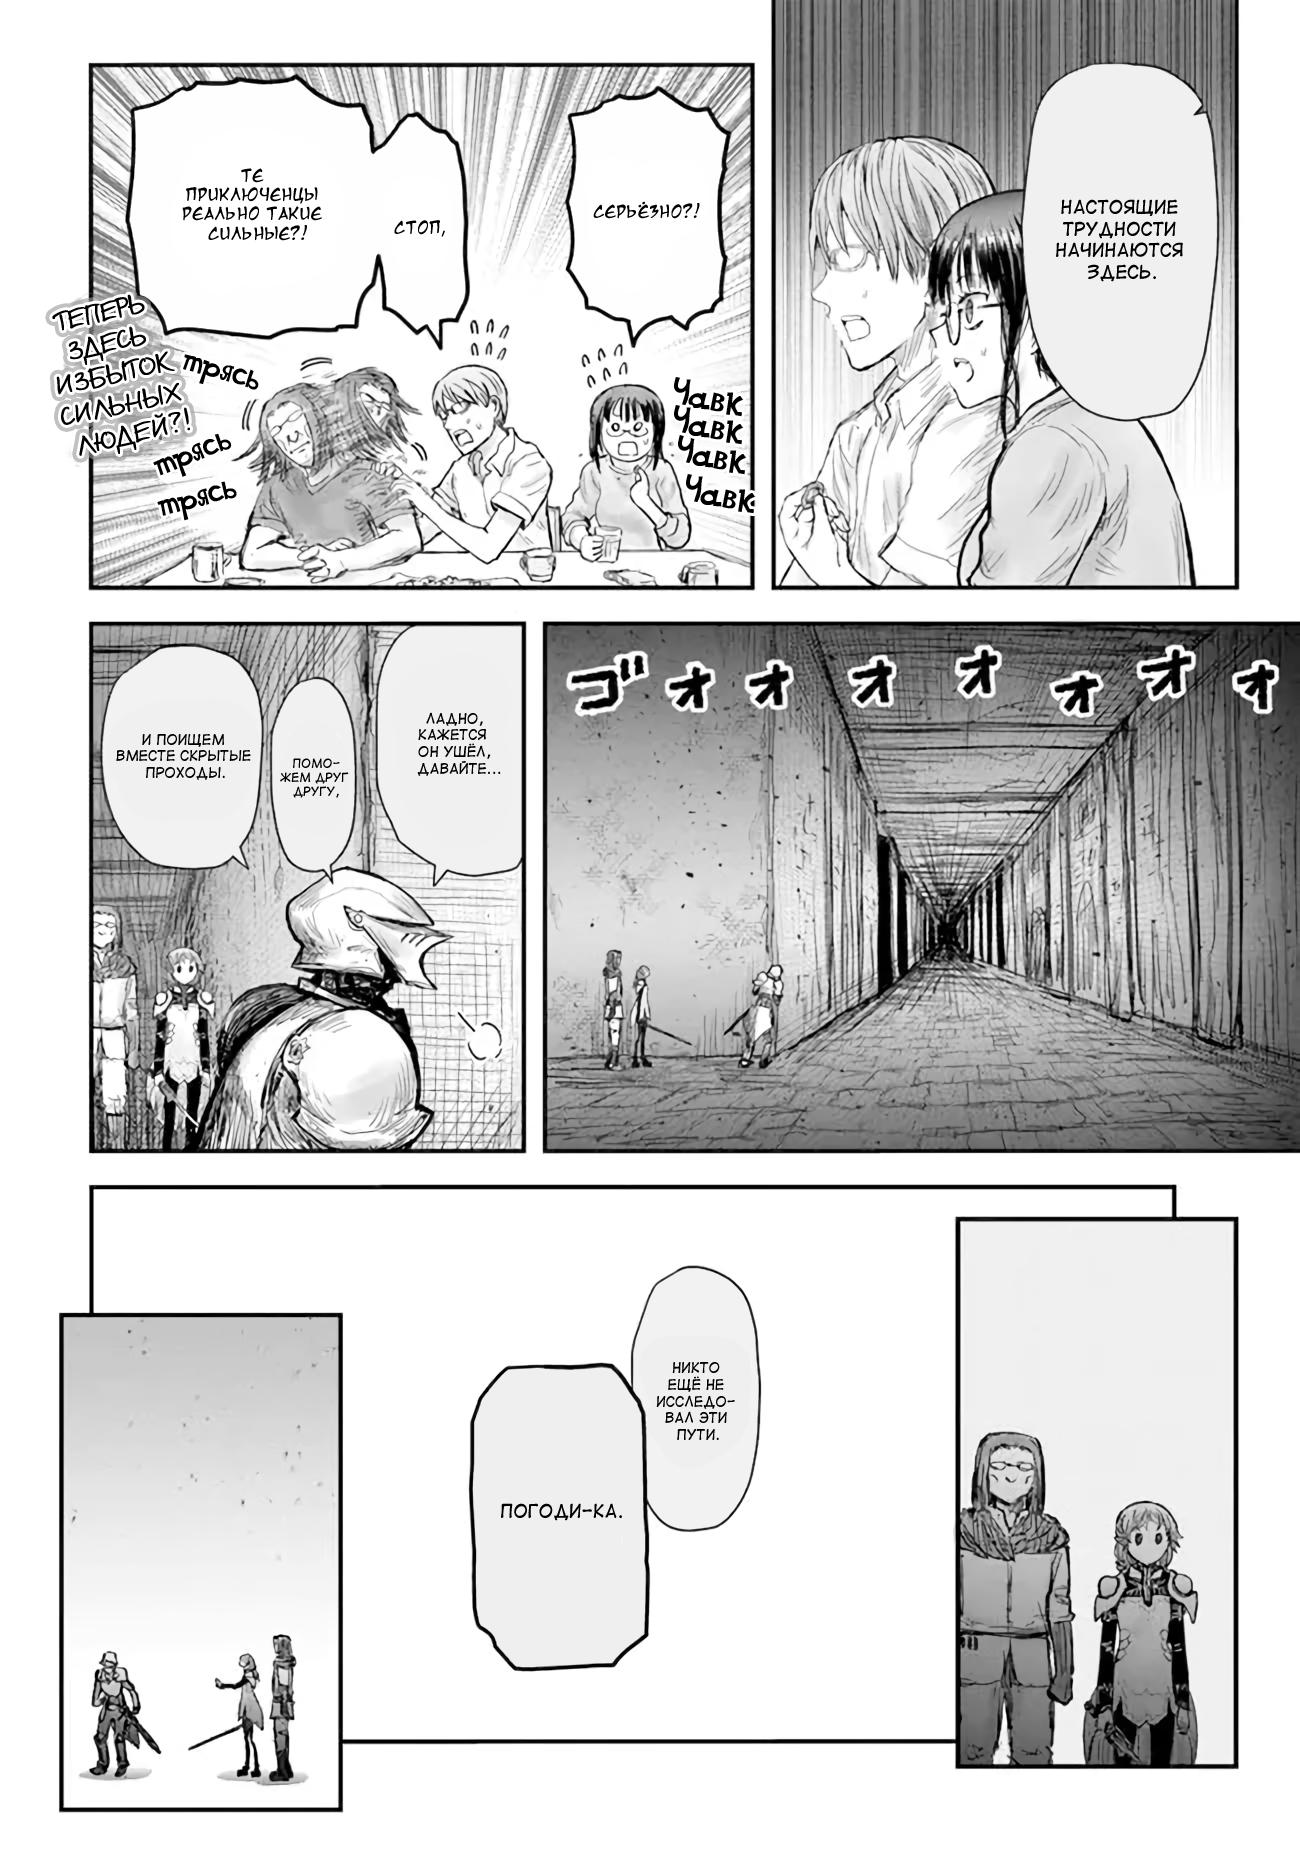 НАСТОЯЩИЕ
ТРУДНОСТИ
НАЧИНАЮТСЯ
ЗДЕСЬ.
СЕРЬЁЗНО?!
СТОП,
ТЕ
ПРИКЛЮЧЕНЦЫ
РЕАЛЬНО ТАКИЕ
СИЛЬНЫЕ?!
ЧАВК
ЧАВК
ЧАВК
ЧАВК
ТЕПЕРЬ
ЗДЕСЬ
ИЗБЫТОК
СИЛЬНЫХ
ЛЮДЕЙ?!
трясь
трясь
трясь
ゴォォォォォォォ
ЛАДНО,
КАЖЕТСЯ
ОН УШЁЛ,
ДАВАЙТЕ...
ПОМО-
ЖЕМ ДРУГ
ДРУГУ,
И ПОИЩЕМ
ВМЕСТЕ СКРЫТЫЕ
ПРОХОДЫ.
НИКТО
ЕЩЁ НЕ
ИССЛЕДО-
ВАЛ ЭТИ
ПУТИ.
ПОГОДИ-КА.